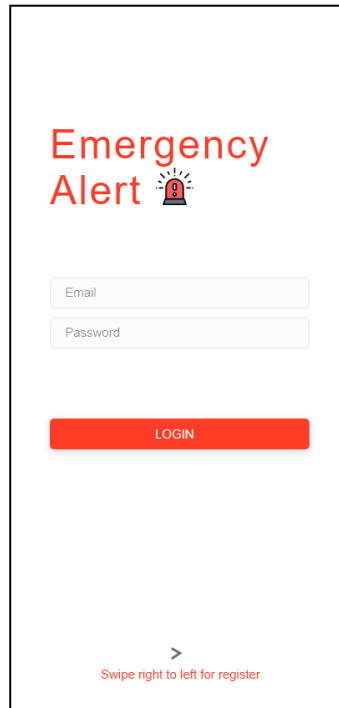 Emergency
Alert
Email
Password
LOGIN
>
Swipe right to left for register